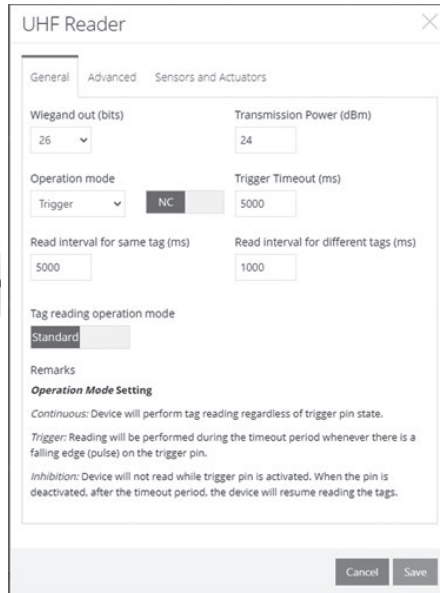 UHF Reader
General Advanced Sensors and Actuators
Wiegand out (bits) Transmission Power (dBm)
26 24
Operation mode Trigger Timeout (ms)
Trigger NC 5000
Read interval for same tag (ms) Read interval for different tags (ms)
5000 1000
Tag reading operation mode
Standard
Remarks
Operation Mode Setting
Continuous: Device will perform tag reading regardless of trigger pin state.
Trigger: Reading will be performed during the timeout period whenever there is a
falling edge (pulse) on the trigger pin.
Inhibition: Device will not read while trigger pin is activated. When the pin is
deactivated, after the timeout period, the device will resume reading the tags.
Cancel Save